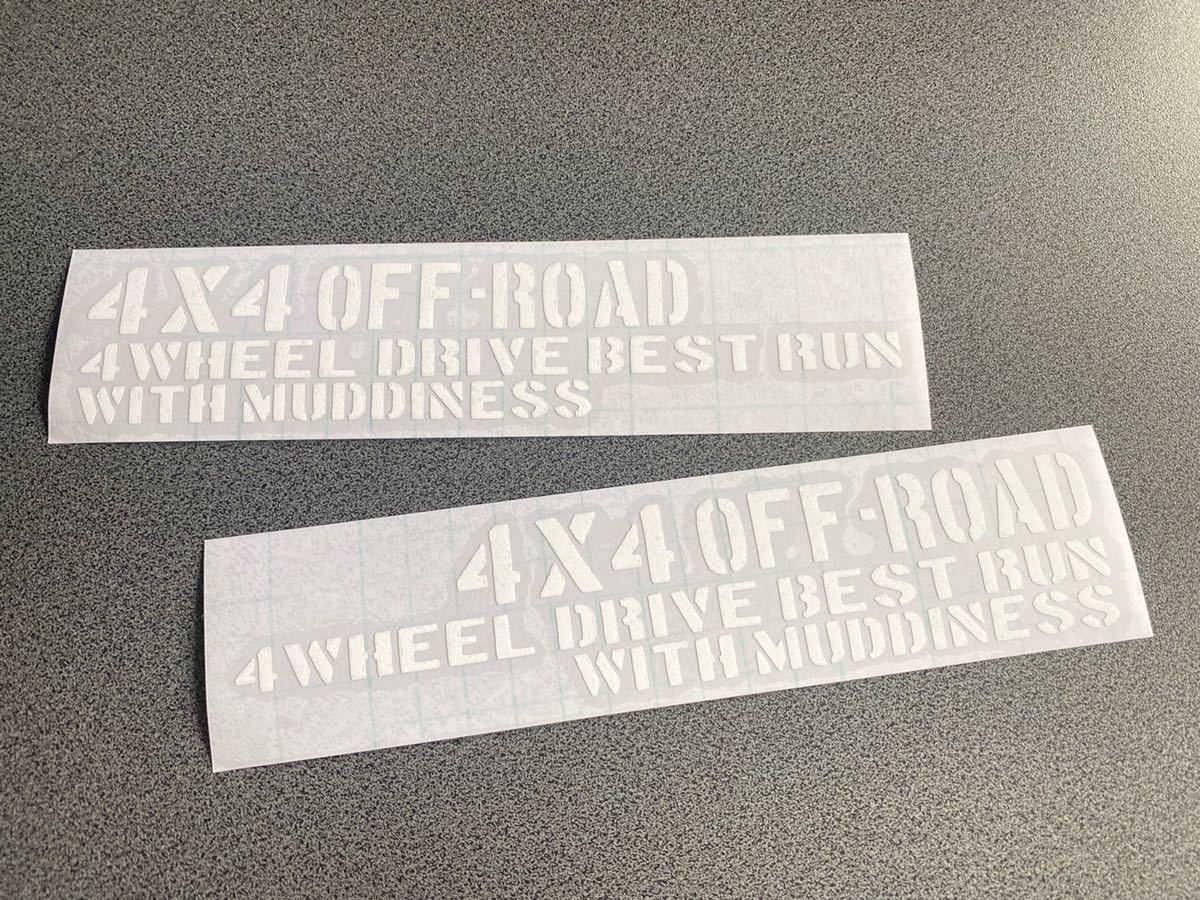 4X4 OFF-ROAD
4WHEEL DRIVE BEST RUN
WITH MUDDINESS
4X4 OFF-ROAD
4WHEEL DRIVE BEST RUN
WITH MUDDINESS